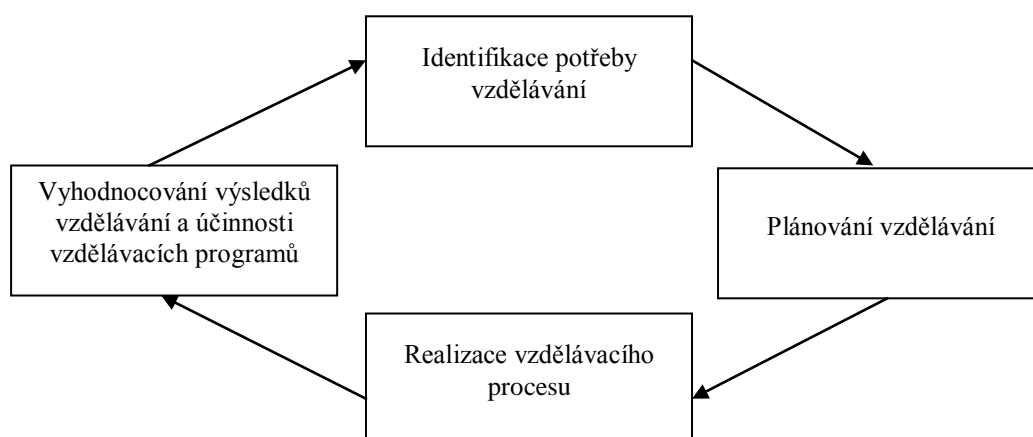 Identifikace potřeby
vzdělávání
Vyhodnocování výsledků
vzdělávání a účinnosti
vzdělávacích programů
Plánování vzdělávání
Realizace vzdělávacího
procesu